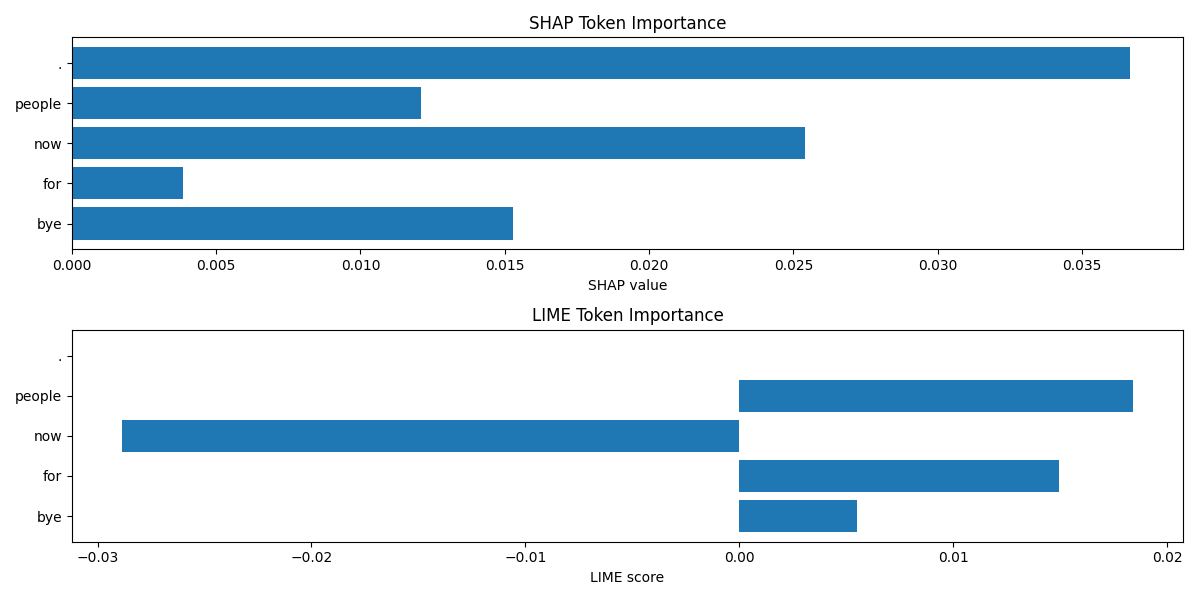 SHAP Token Importance
.
people
now
for
bye
0.000 0.005 0.010 0.015 0.020 0.025 0.030 0.035
SHAP value
LIME Token Importance
.
people
now
for
bye
−0.03 −0.02 −0.01 0.00 0.01 0.02
LIME score